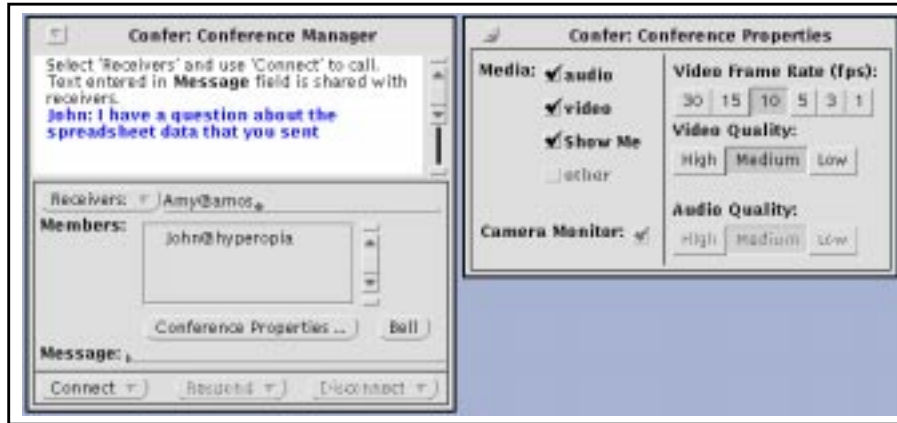 Confer: Conference Manager
Select 'Receivers' and use 'Connect' to call.
Text entered in Message field is shared with
receivers.
John: I have a question about the
spreadsheet data that you sent
Receivers: Amy@amos
Members:
John@hyperopia
Conference Properties ... Bell
Message:
Connect Respond Disconnect
Confer: Conference Properties
Media: audio
video
Show Me
other
Camera Monitor:
Video Frame Rate (fps):
30 15 10 5 3 1
Video Quality:
High Medium Low
Audio Quality:
High Medium Low